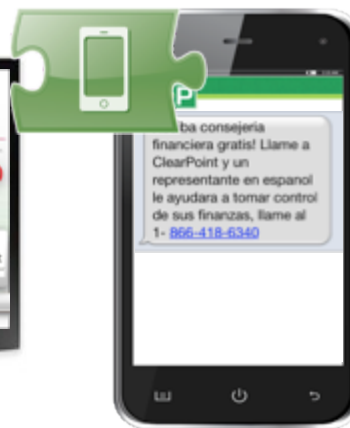 P
ba consejeria
financiera gratis! Llame a
ClearPoint y un
representante en espanol
le ayudara a tomar control
de sus finanzas, llame al
1- 866-418-6340